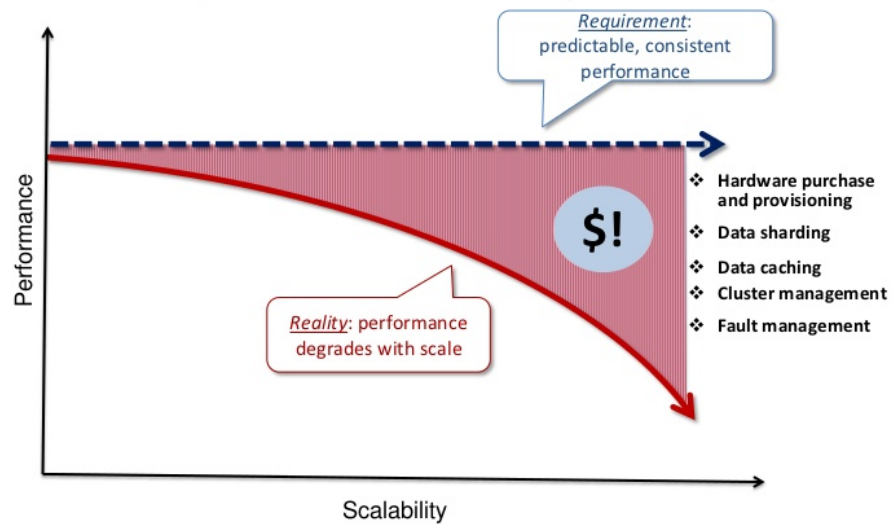 Requirement:
predictable, consistent
performance
Performance
❖ Hardware purchase
and provisioning
$!
❖ Data sharding
❖ Data caching
❖ Cluster management
Reality: performance
degrades with scale
❖ Fault management
Scalability